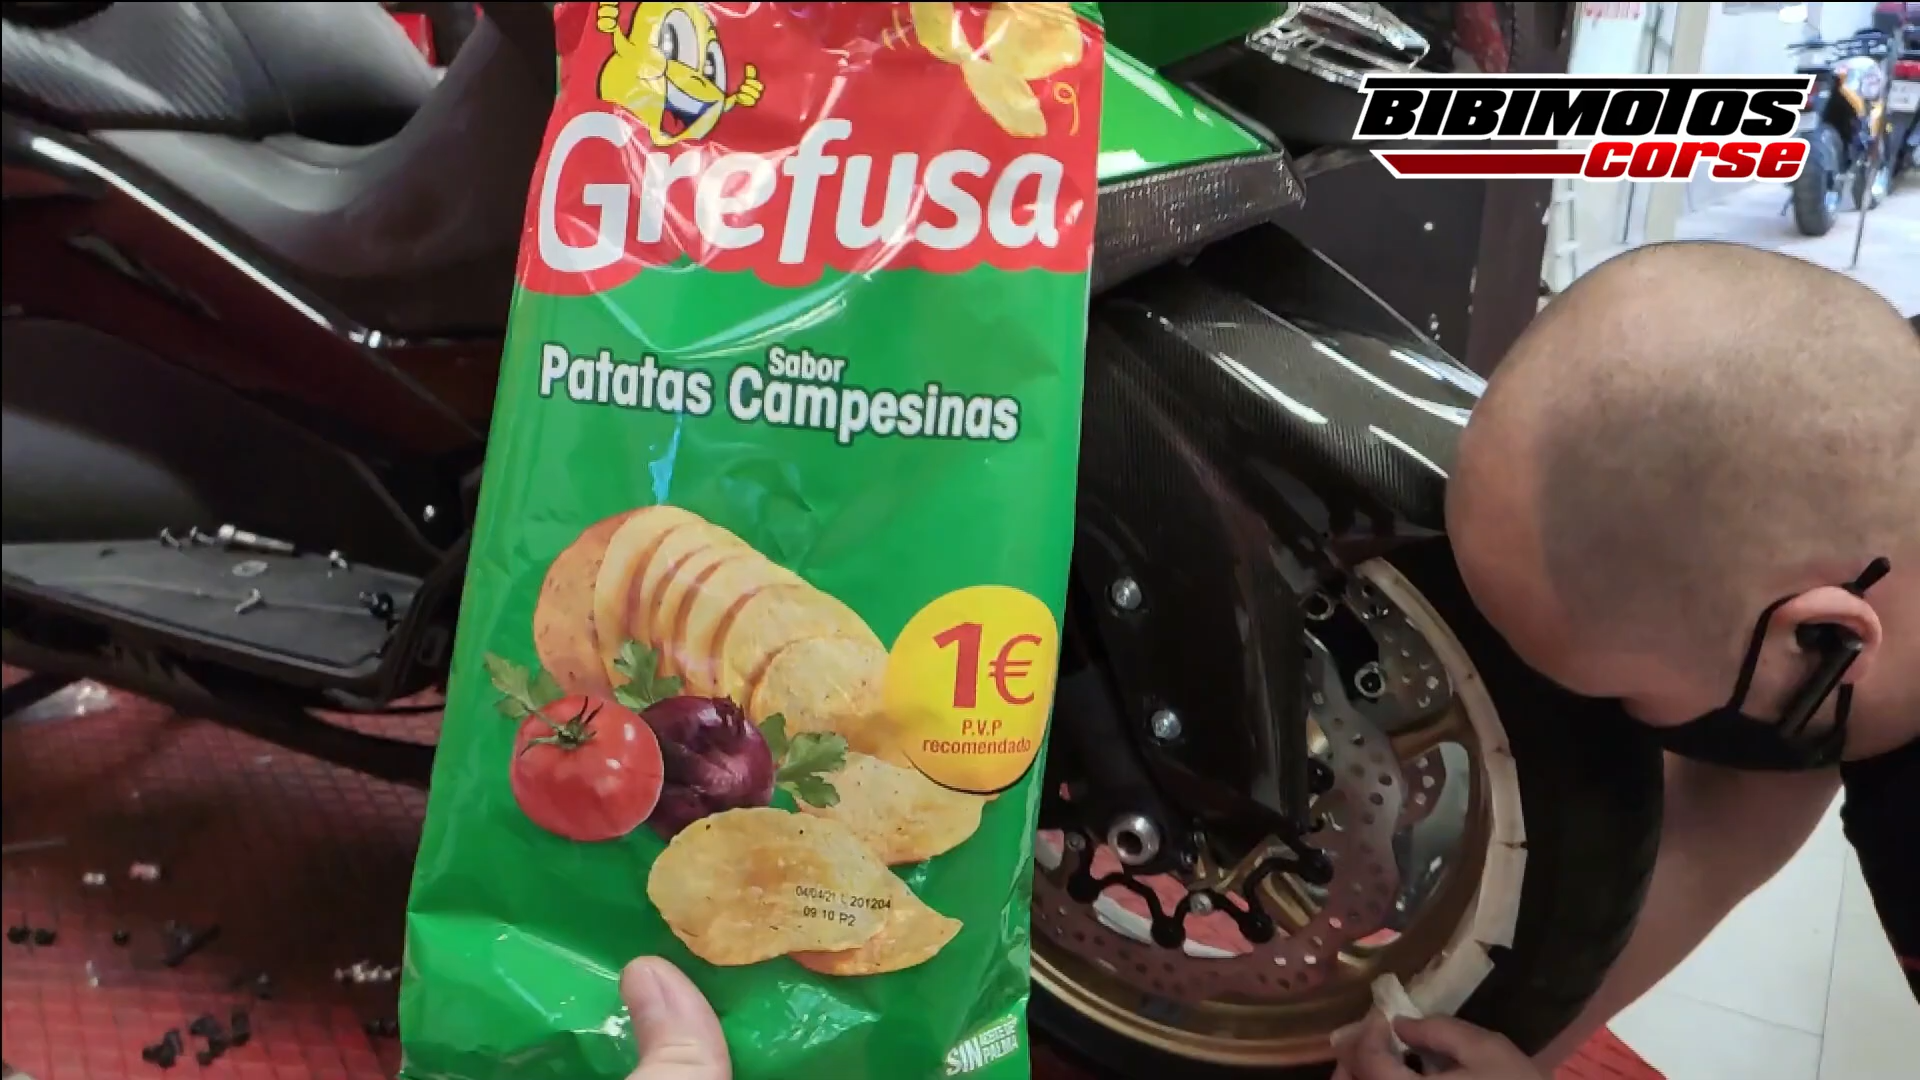 BIBIMOTOS
corse
Grefusa
Patatas Sabor Campesinas
1€
P.V.P
recomendado
04/04/21 L 201204
09 10 P2
SIN ACEITE DE PALMA